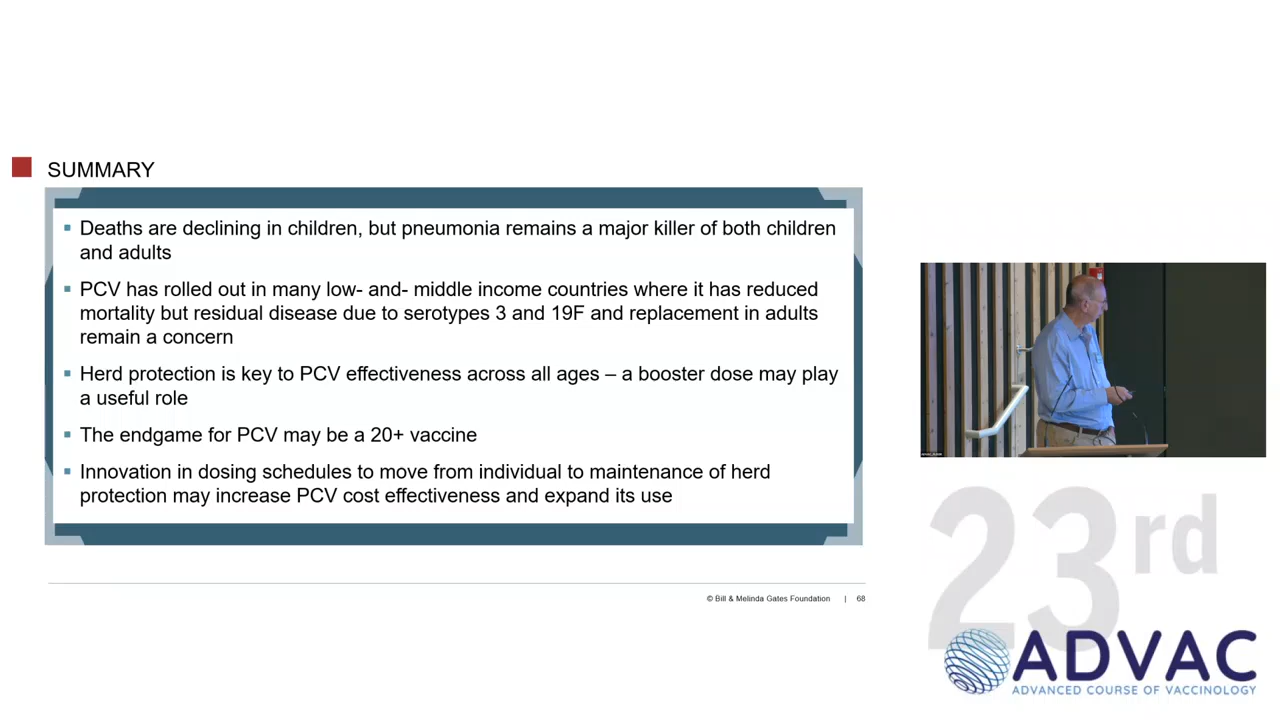 SUMMARY
Deaths are declining in children, but pneumonia remains a major killer of both children
and adults
PCV has rolled out in many low- and- middle income countries where it has reduced
mortality but residual disease due to serotypes 3 and 19F and replacement in adults
remain a concern
Herd protection is key to PCV effectiveness across all ages – a booster dose may play
a useful role
The endgame for PCV may be a 20+ vaccine
Innovation in dosing schedules to move from individual to maintenance of herd
protection may increase PCV cost effectiveness and expand its use
© Bill & Melinda Gates Foundation | 68
23rd
ADVAC
ADVANCED COURSE OF VACCINOLOGY